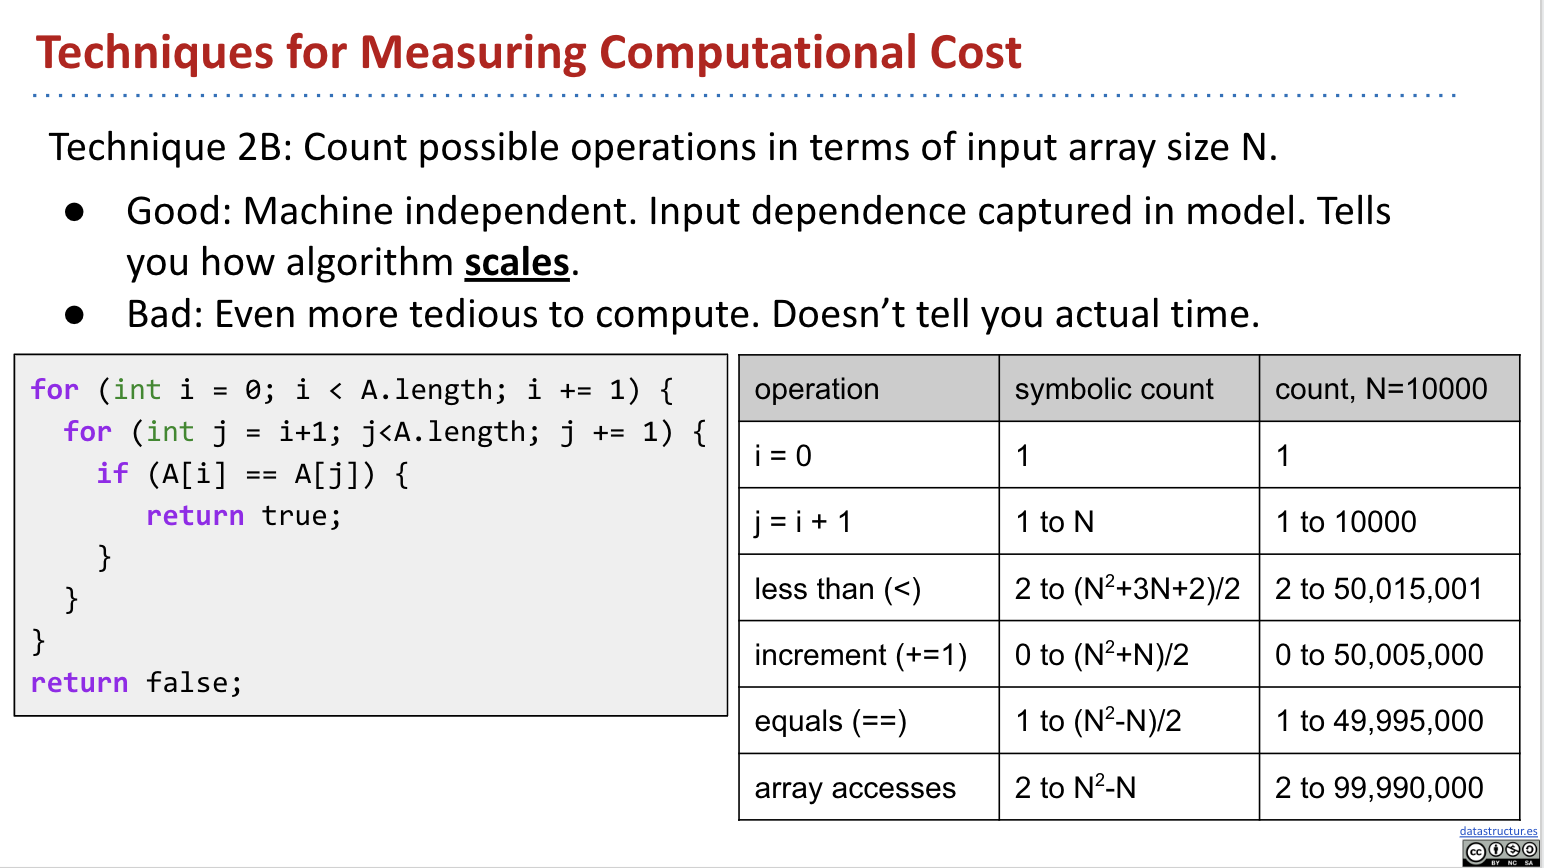 Techniques for Measuring Computational Cost
Technique 2B: Count possible operations in terms of input array size N.
● Good: Machine independent. Input dependence captured in model. Tells
you how algorithm scales.
● Bad: Even more tedious to compute. Doesn’t tell you actual time.
for (int i = 0; i < A.length; i += 1) {
  for (int j = i+1; j<A.length; j += 1) {
    if (A[i] == A[j]) {
       return true;
    }
  }
}
return false;
operation symbolic count count, N=10000
i = 0 1 1
j = i + 1 1 to N 1 to 10000
less than (<) 2 to (N²+3N+2)/2 2 to 50,015,001
increment (+=1) 0 to (N²+N)/2 0 to 50,005,000
equals (==) 1 to (N²-N)/2 1 to 49,995,000
array accesses 2 to N²-N 2 to 99,990,000
datastructur.es
cc
BY NC SA